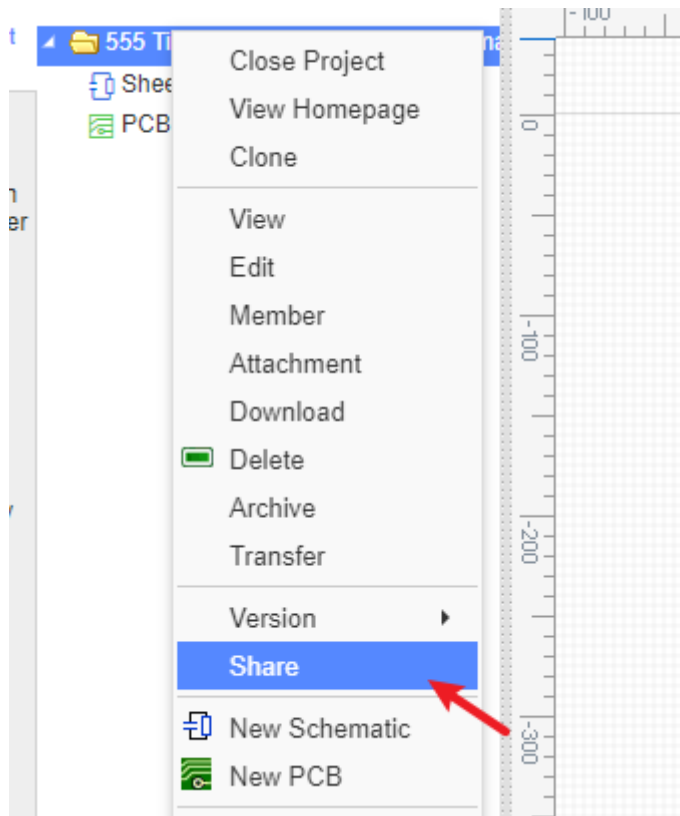 555 Ti
Shee
PCB
Close Project
View Homepage
Clone
View
Edit
Member
Attachment
Download
Delete
Archive
Transfer
Version
Share
New Schematic
New PCB
-100
0
-100
-200
-300